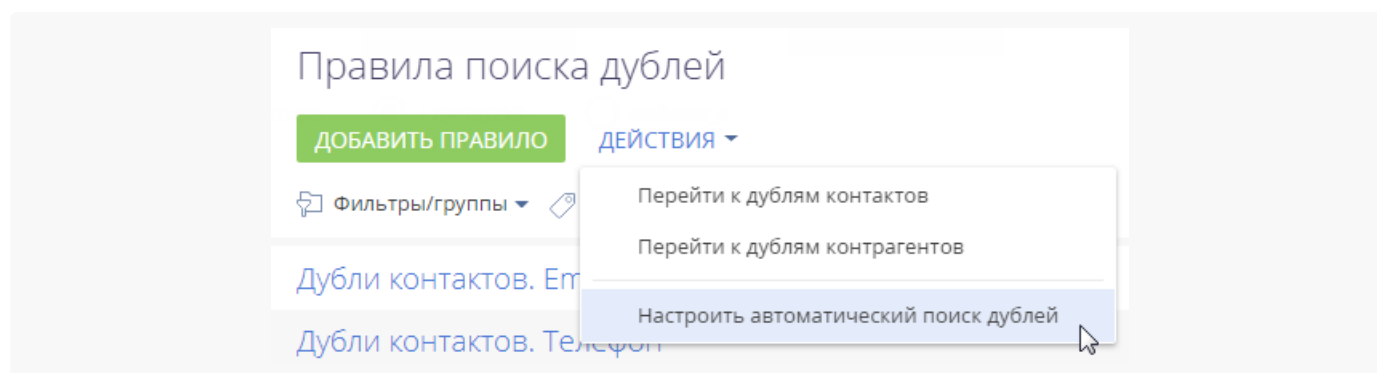 Правила поиска дублей
ДОБАВИТЬ ПРАВИЛО ДЕЙСТВИЯ
Фильтры/группы
Перейти к дублям контактов
Перейти к дублям контрагентов
Дубли контактов. Em
Настроить автоматический поиск дублей
Дубли контактов. Телефон